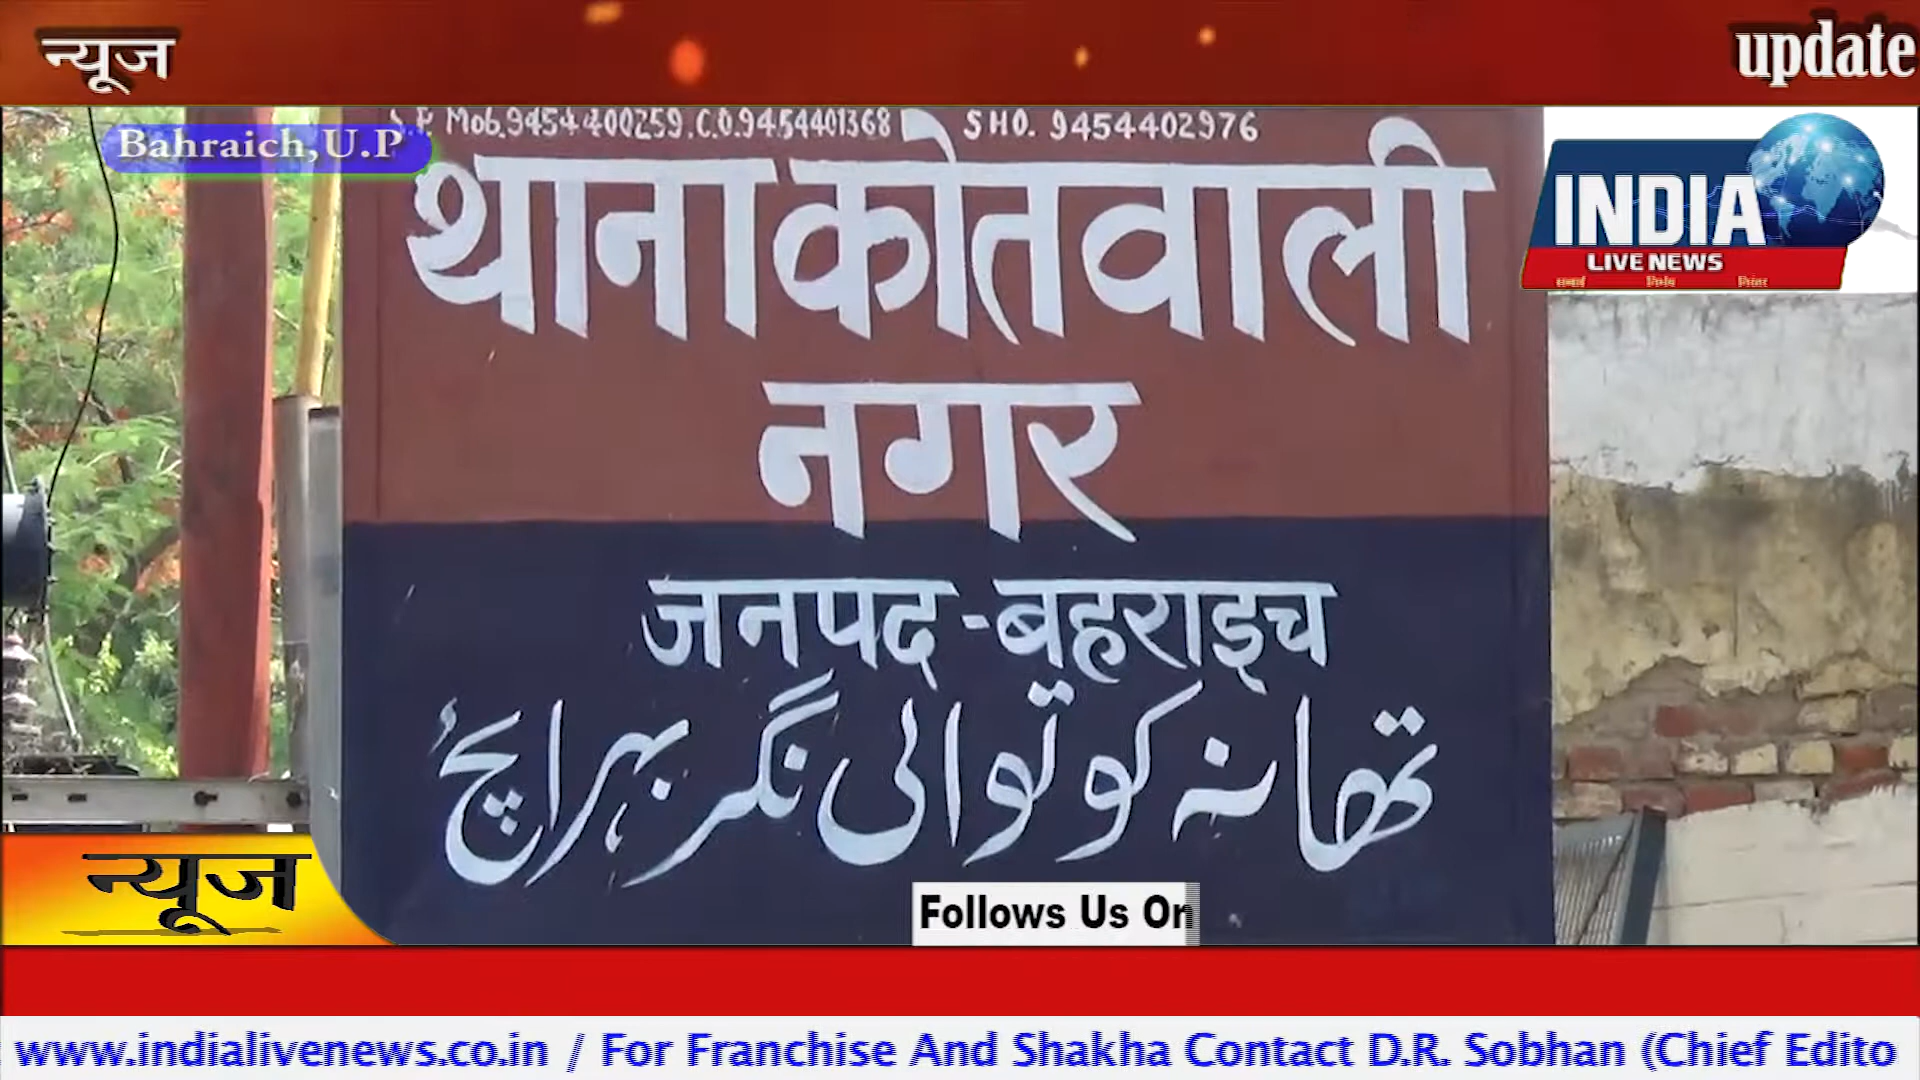 न्यूज
update
S.P. Mob.9454400259.C.O.9454401368 SHO. 9454402976
Bahraich,U.P
थाना कोतवाली
नगर
जनपद-बहराइच
تھانہ کوتوالی نگر بہرائچ
INDIA
LIVE NEWS
न्यूज
Follows Us On
www.indialivenews.co.in / For Franchise And Shakha Contact D.R. Sobhan (Chief Edito